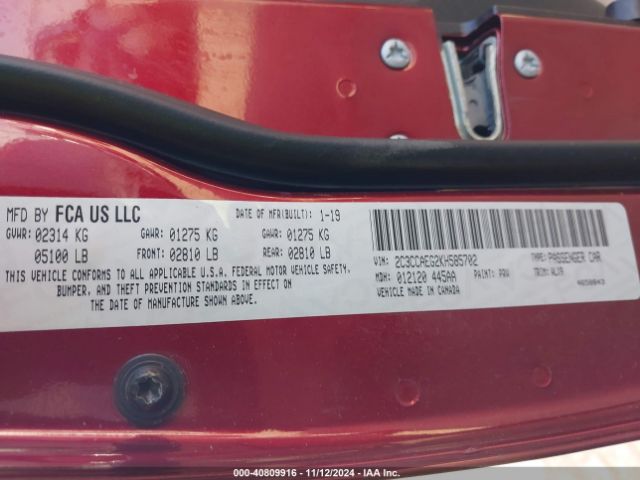 MFD BY FCA US LLC
DATE OF MFR(BUILT): 1-19
GVWR: 02314 KG GAWR: 01275 KG GAWR: 01275 KG
05100 LB FRONT: 02810 LB REAR: 02810 LB
THIS VEHICLE CONFORMS TO ALL APPLICABLE U.S.A. FEDERAL MOTOR VEHICLE SAFETY,
BUMPER, AND THEFT PREVENTION STANDARDS IN EFFECT ON
THE DATE OF MANUFACTURE SHOWN ABOVE.
VIN: 2C3CCAEG2KH585702 TYPE: PASSENGER CAR
MDH: 012120 445AA PAINT: PRV TRIM: ALX9
VEHICLE MADE IN CANADA
000-40809916 - 11/12/2024 - IAA Inc.